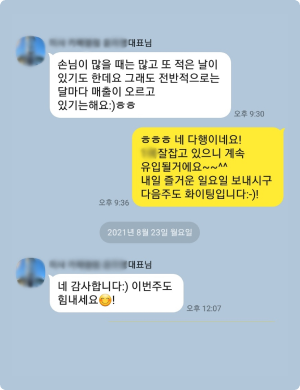 대표님
손님이 많을 때는 많고 또 적은 날이
있기도 한데요 그래도 전반적으로는
달마다 매출이 오르고
있기는해요:)ㅎㅎ
오후 9:30
ㅎㅎㅎ 네 다행이네요!
잘잡고 있으니 계속
유입될거에요~~^^
내일 즐거운 일요일 보내시구
다음주도 화이팅입니다:-)!
오후 9:36
2021년 8월 23일 월요일
대표님
네 감사합니다:) 이번주도
힘내세요😊!
오후 12:07